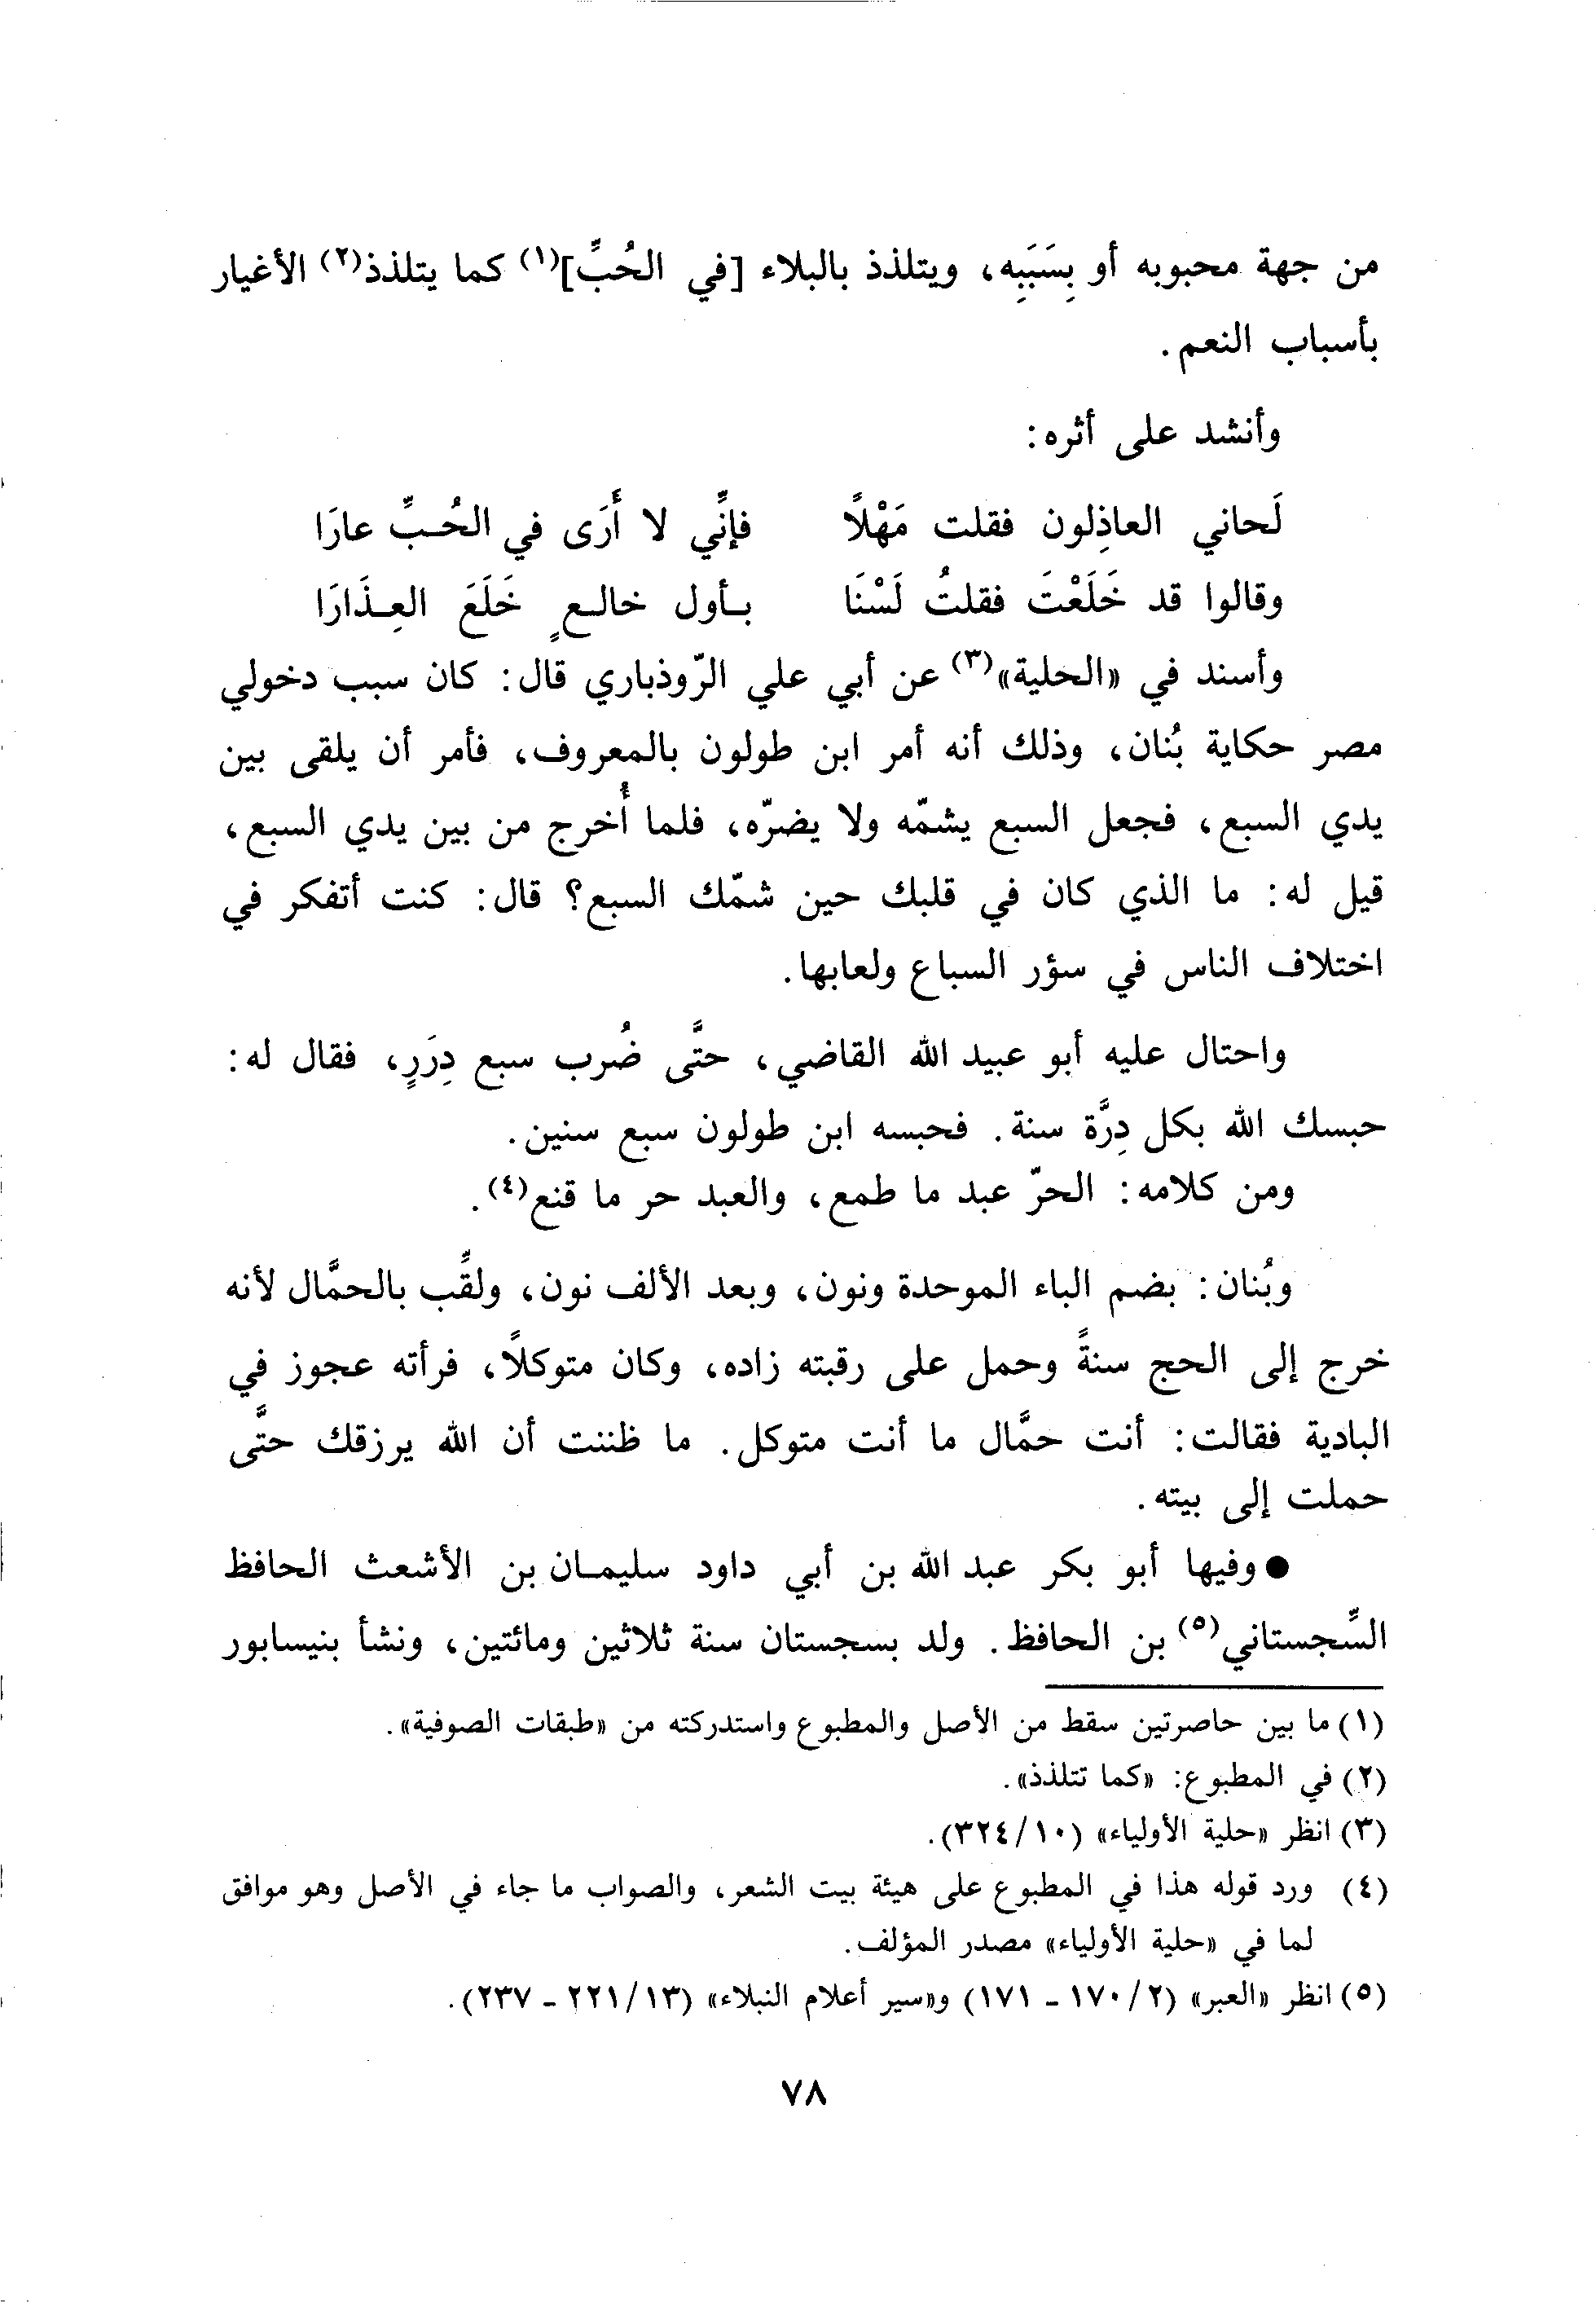 من جهة محبوبه أو بِسَبَبِه، ويتلذذ بالبلاء [في الحُبِّ](١) كما يتلذذ(٢) الأغيار
بأسباب النعم.
وأنشد على أثره:
لَحاني العاذِلون فقلت مَهْلاً فإنِّي لا أَرَى في الحُبِّ عارَا
وقالوا قد خَلَعْتَ فقلتُ لَسْنَا بأول خالعٍ خَلَعَ العِذَارَا
وأسند في «الحلية»(٣) عن أبي علي الرّوذباري قال: كان سبب دخولي
مصر حكاية بُنان، وذلك أنه أمر ابن طولون بالمعروف، فأمر أن يلقى بين
يدي السبع، فجعل السبع يشمّه ولا يضرّه، فلما أُخرج من بين يدي السبع،
قيل له: ما الذي كان في قلبك حين شمّك السبع؟ قال: كنت أتفكر في
اختلاف الناس في سؤر السباع ولعابها.
واحتال عليه أبو عبيد الله القاضي، حتَّى ضُرب سبع دِرَرٍ، فقال له:
حبسك الله بكل دِرَّة سنة. فحبسه ابن طولون سبع سنين.
ومن كلامه: الحرّ عبد ما طمع، والعبد حر ما قنع(٤).
وبُنان: بضم الباء الموحدة ونون، وبعد الألف نون، ولقِّب بالحمَّال لأنه
خرج إلى الحج سنةً وحمل على رقبته زاده، وكان متوكلاً، فرأته عجوز في
البادية فقالت: أنت حمَّال ما أنت متوكل. ما ظننت أن الله يرزقك حتَّى
حملت إلى بيته.
● وفيها أبو بكر عبد الله بن أبي داود سليمان بن الأشعث الحافظ
السِّجستاني(٥) بن الحافظ. ولد بسجستان سنة ثلاثين ومائتين، ونشأ بنيسابور
(١) ما بين حاصرتين سقط من الأصل والمطبوع واستدركته من «طبقات الصوفية».
(٢) في المطبوع: «كما تتلذذ».
(٣) انظر «حلية الأولياء» (١٠/٣٢٤).
(٤) ورد قوله هذا في المطبوع على هيئة بيت الشعر، والصواب ما جاء في الأصل وهو موافق
لما في «حلية الأولياء» مصدر المؤلف.
(٥) انظر «العبر» (٢/١٧٠ - ١٧١) و«سير أعلام النبلاء» (١٣/٢٢١ - ٢٣٧).
٧٨